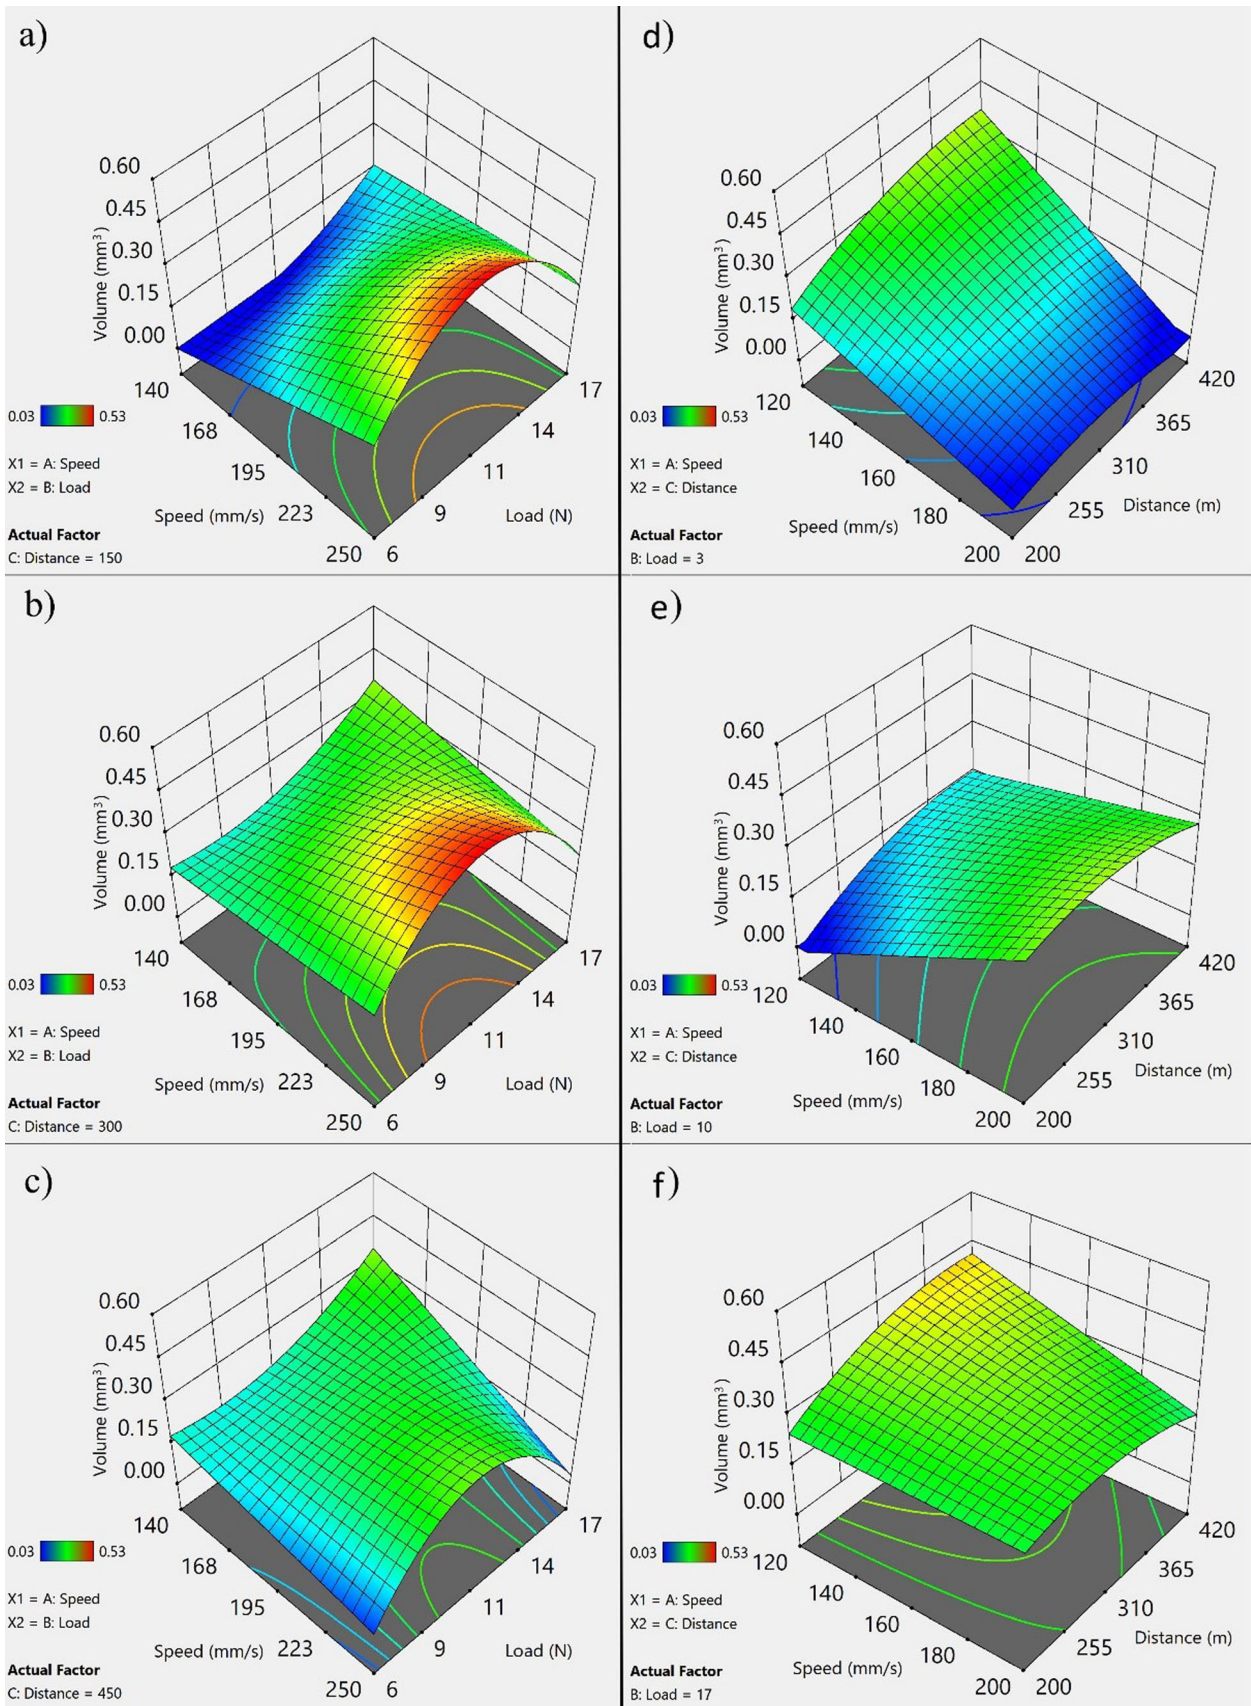 a)
0.60
0.45
0.30
0.15
0.00
Volume (mm³)
140
168
195
223
250
Speed (mm/s)
6
9
11
14
17
Load (N)
0.03 0.53
X1 = A: Speed
X2 = B: Load
Actual Factor
C: Distance = 150
b)
0.60
0.45
0.30
0.15
0.00
Volume (mm³)
140
168
195
223
250
Speed (mm/s)
6
9
11
14
17
Load (N)
0.03 0.53
X1 = A: Speed
X2 = B: Load
Actual Factor
C: Distance = 300
c)
0.60
0.45
0.30
0.15
0.00
Volume (mm³)
140
168
195
223
250
Speed (mm/s)
6
9
11
14
17
Load (N)
0.03 0.53
X1 = A: Speed
X2 = B: Load
Actual Factor
C: Distance = 450
d)
0.60
0.45
0.30
0.15
0.00
Volume (mm³)
120
140
160
180
200
Speed (mm/s)
200
255
310
365
420
Distance (m)
0.03 0.53
X1 = A: Speed
X2 = C: Distance
Actual Factor
B: Load = 3
e)
0.60
0.45
0.30
0.15
0.00
Volume (mm³)
120
140
160
180
200
Speed (mm/s)
200
255
310
365
420
Distance (m)
0.03 0.53
X1 = A: Speed
X2 = C: Distance
Actual Factor
B: Load = 10
f)
0.60
0.45
0.30
0.15
0.00
Volume (mm³)
120
140
160
180
200
Speed (mm/s)
200
255
310
365
420
Distance (m)
0.03 0.53
X1 = A: Speed
X2 = C: Distance
Actual Factor
B: Load = 17